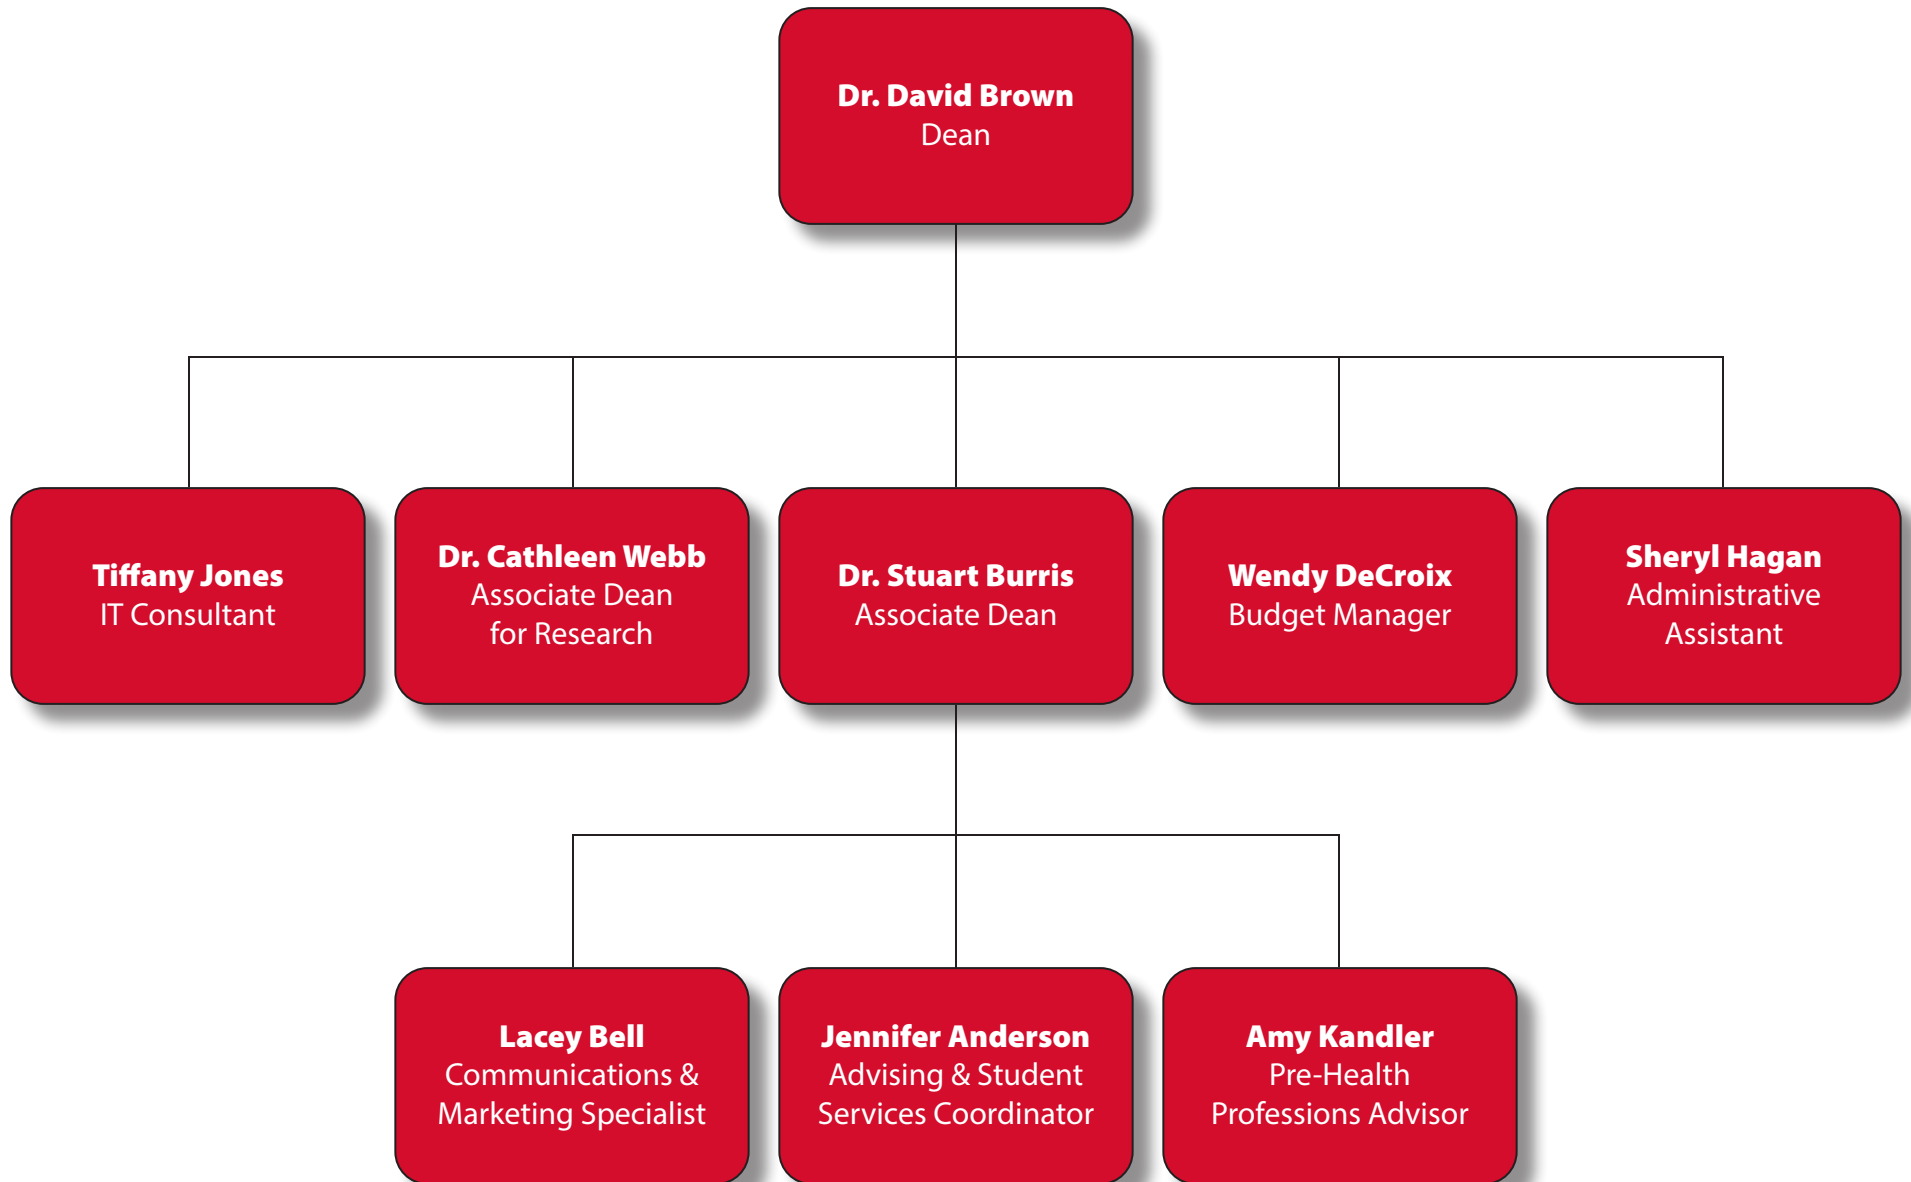 Dr. David Brown
Dean
Tiffany Jones
IT Consultant
Dr. Cathleen Webb
Associate Dean
for Research
Dr. Stuart Burris
Associate Dean
Wendy DeCroix
Budget Manager
Sheryl Hagan
Administrative
Assistant
Lacey Bell
Communications &
Marketing Specialist
Jennifer Anderson
Advising & Student
Services Coordinator
Amy Kandler
Pre-Health
Professions Advisor